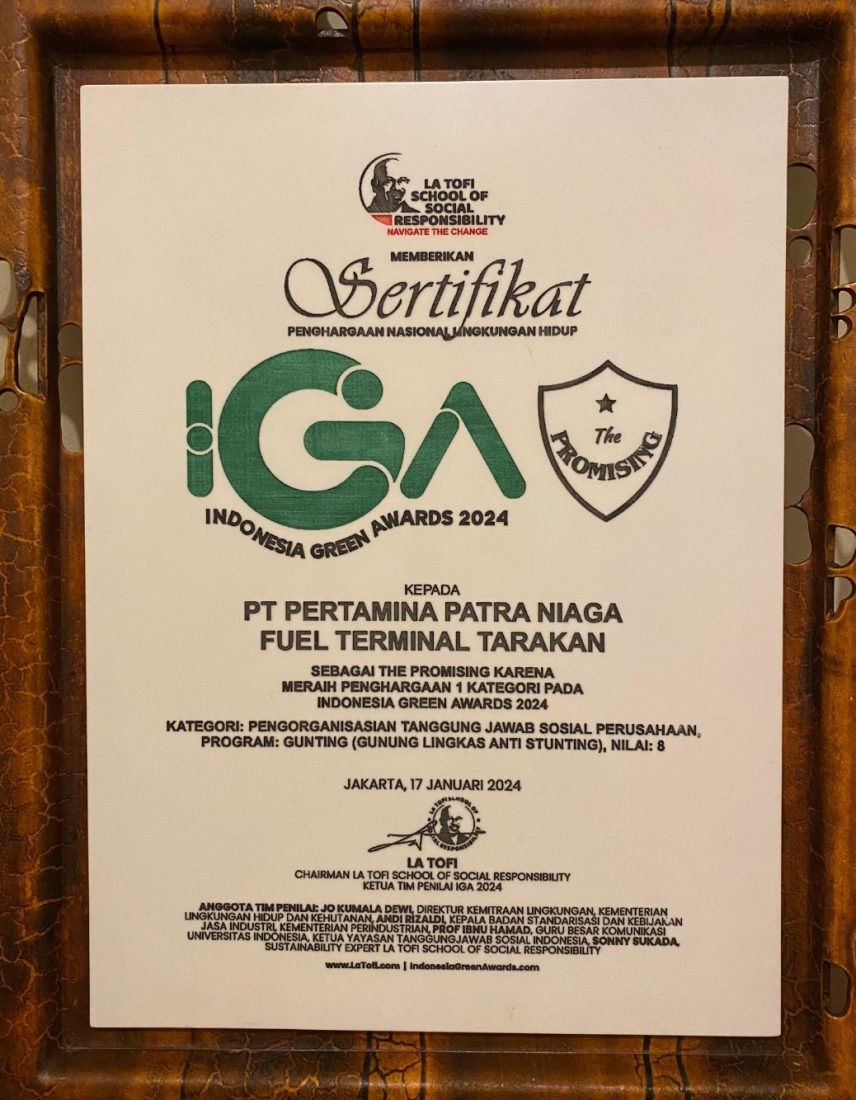 LA TOFI
SCHOOL OF
SOCIAL
RESPONSIBILITY
NAVIGATE THE CHANGE
MEMBERIKAN
Sertifikat
PENGHARGAAN NASIONAL LINGKUNGAN HIDUP
IGA
INDONESIA GREEN AWARDS 2024
The
PROMISING
KEPADA
PT PERTAMINA PATRA NIAGA
FUEL TERMINAL TARAKAN
SEBAGAI THE PROMISING KARENA
MERAIH PENGHARGAAN 1 KATEGORI PADA
INDONESIA GREEN AWARDS 2024
KATEGORI: PENGORGANISASIAN TANGGUNG JAWAB SOSIAL PERUSAHAAN,
PROGRAM: GUNTING (GUNUNG LINGKAS ANTI STUNTING), NILAI: 8
JAKARTA, 17 JANUARI 2024
LA TOFI SCHOOL OF
SOCIAL RESPONSIBILITY
LA TOFI
CHAIRMAN LA TOFI SCHOOL OF SOCIAL RESPONSIBILITY
KETUA TIM PENILAI IGA 2024
ANGGOTA TIM PENILAI: JO KUMALA DEWI, DIREKTUR KEMITRAAN LINGKUNGAN, KEMENTERIAN
LINGKUNGAN HIDUP DAN KEHUTANAN, ANDI RIZALDI, KEPALA BADAN STANDARISASI DAN KEBIJAKAN
JASA INDUSTRI, KEMENTERIAN PERINDUSTRIAN, PROF IBNU HAMAD, GURU BESAR KOMUNIKASI
UNIVERSITAS INDONESIA, KETUA YAYASAN TANGGUNGJAWAB SOSIAL INDONESIA, SONNY SUKADA,
SUSTAINABILITY EXPERT LA TOFI SCHOOL OF SOCIAL RESPONSIBILITY
www.LaTofi.com | IndonesiaGreenAwards.com